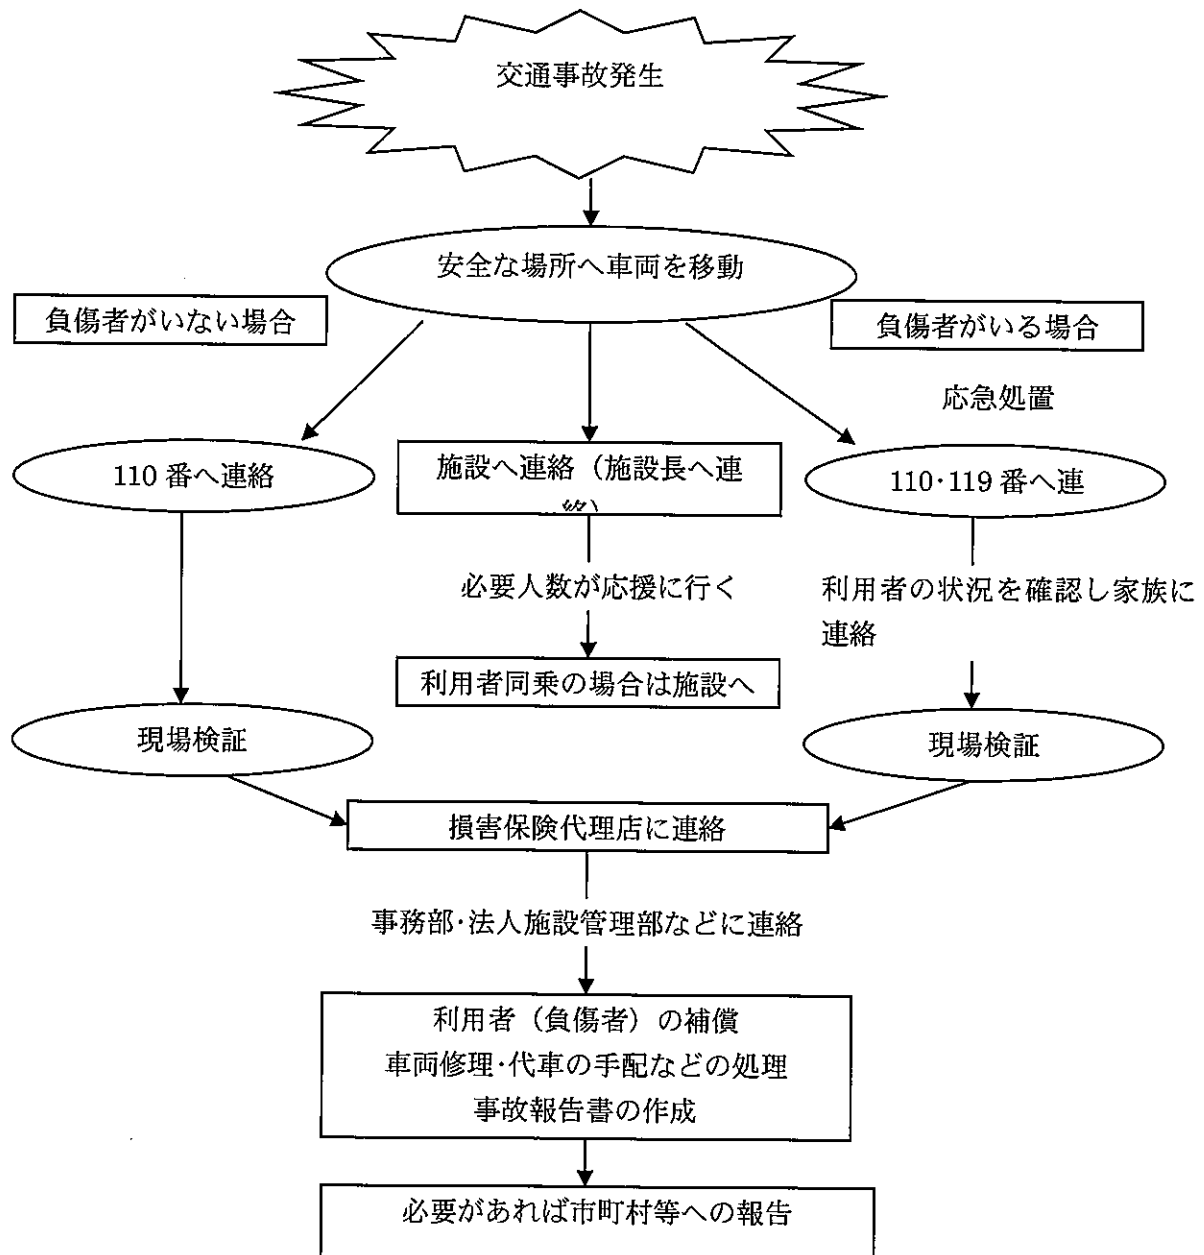 交通事故発生
安全な場所へ車両を移動
負傷者がいない場合
負傷者がいる場合
応急処置
110番へ連絡
施設へ連絡（施設長へ連
絡）
110･119番へ連
必要人数が応援に行く
利用者の状況を確認し家族に
連絡
利用者同乗の場合は施設へ
現場検証
現場検証
損害保険代理店に連絡
事務部･法人施設管理部などに連絡
利用者（負傷者）の補償
車両修理･代車の手配などの処理
事故報告書の作成
必要があれば市町村等への報告